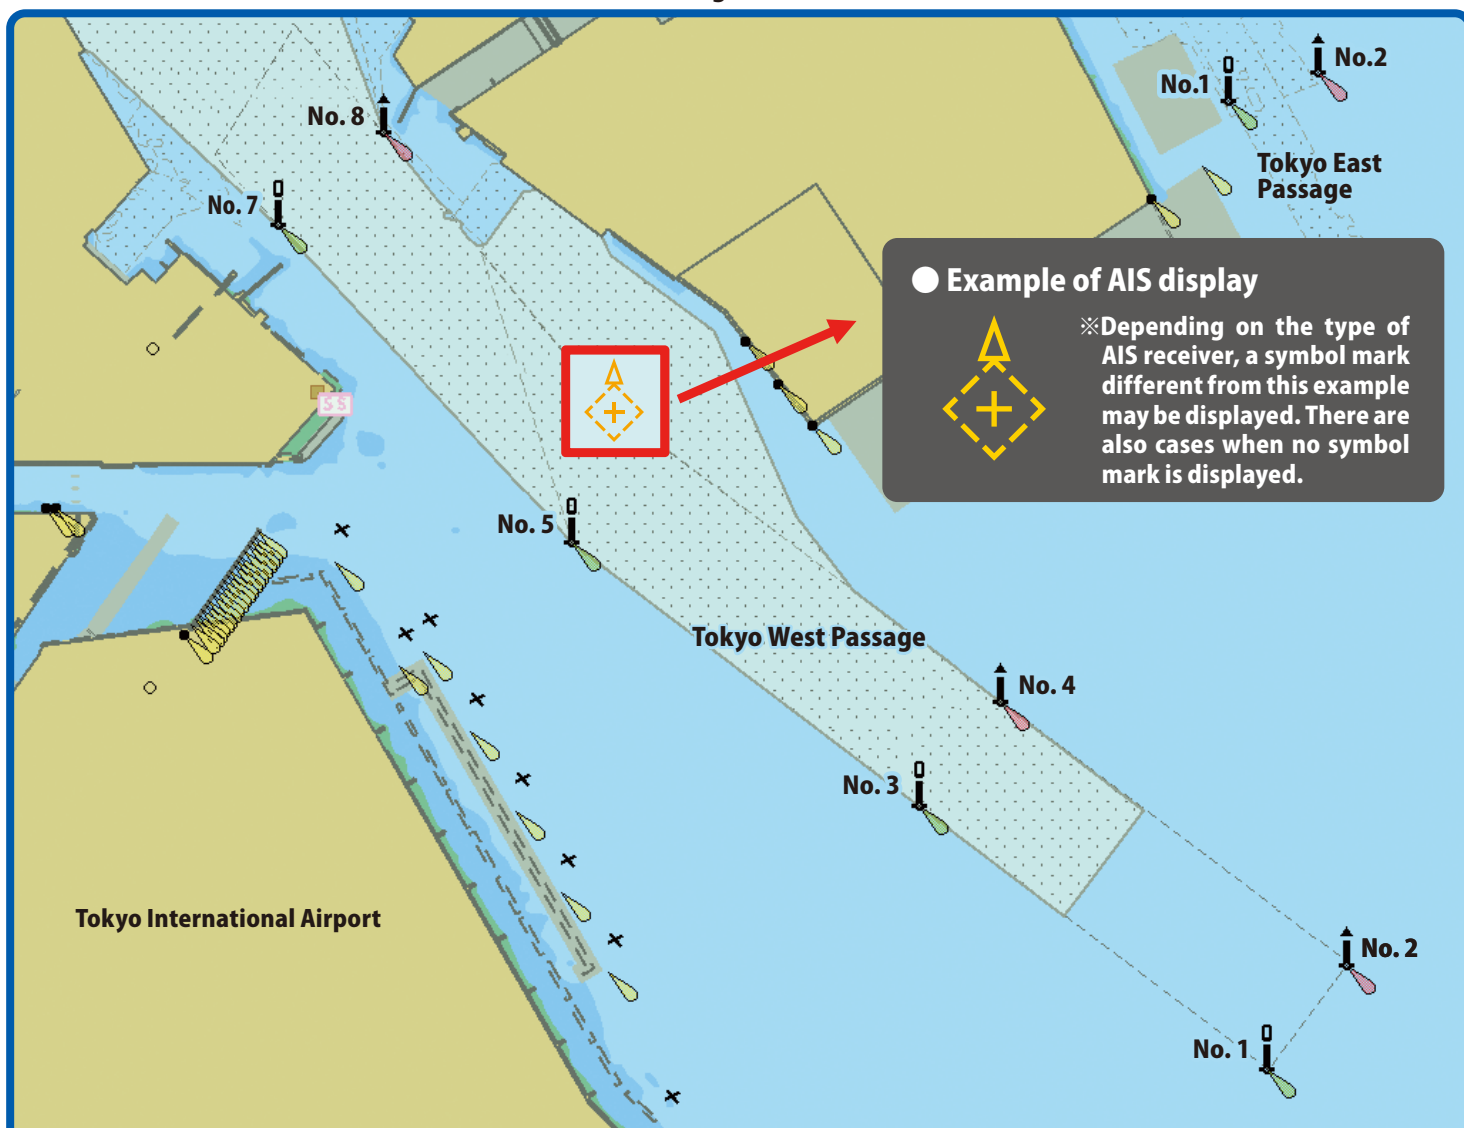 No. 8
No. 7
No.1
No.2
Tokyo East
Passage
● Example of AIS display
※Depending on the type of
AIS receiver, a symbol mark
different from this example
may be displayed. There are
also cases when no symbol
mark is displayed.
SS
No. 5
Tokyo West Passage
No. 4
No. 3
Tokyo International Airport
No. 2
No. 1